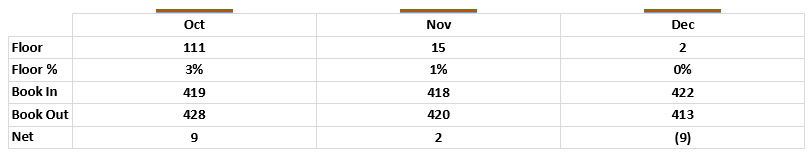 Oct Nov Dec
Floor 111 15 2
Floor % 3% 1% 0%
Book In 419 418 422
Book Out 428 420 413
Net 9 2 (9)